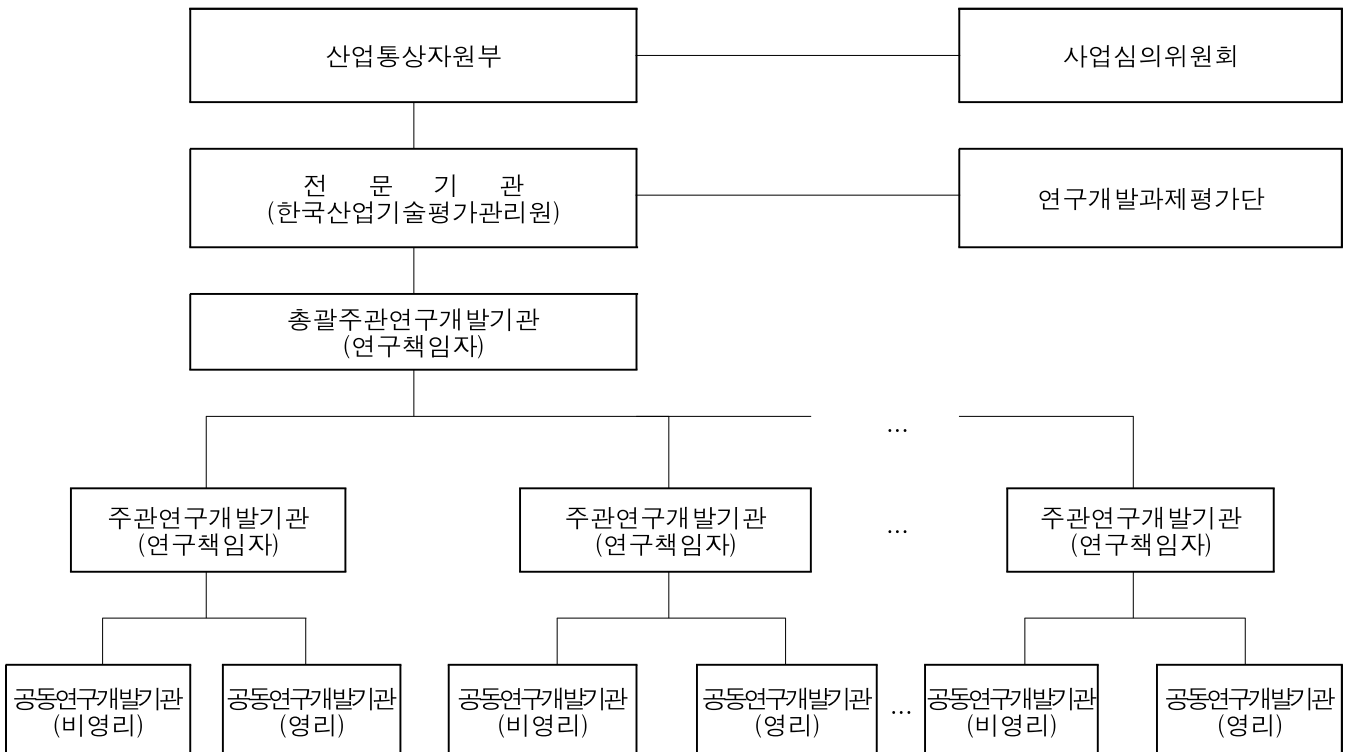 산업통상자원부
사업심의위원회
전 문 기 관
(한국산업기술평가관리원)
연구개발과제평가단
총괄주관연구개발기관
(연구책임자)
...
주관연구개발기관
(연구책임자)
주관연구개발기관
(연구책임자)
...
주관연구개발기관
(연구책임자)
공동연구개발기관
(비영리)
공동연구개발기관
(영리)
공동연구개발기관
(비영리)
공동연구개발기관
(영리)
...
공동연구개발기관
(비영리)
공동연구개발기관
(영리)